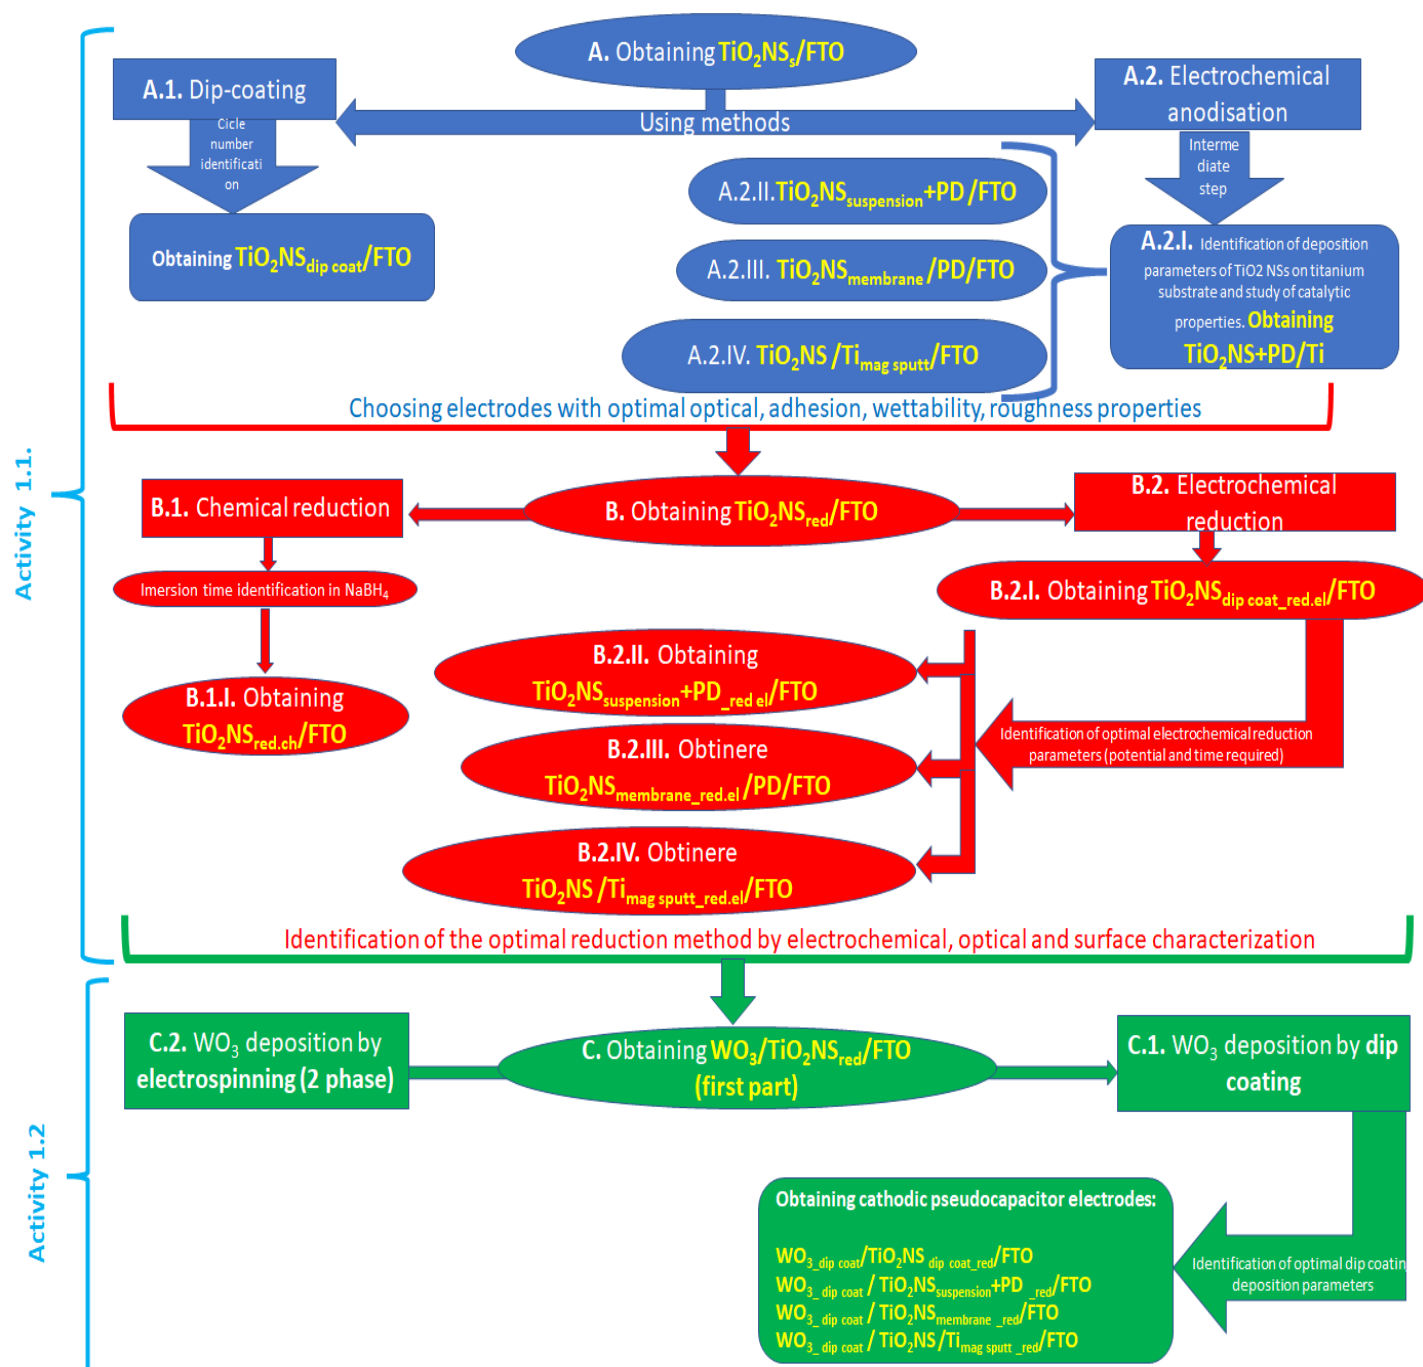 A. Obtaining TiO₂NSₛ/FTO
A.1. Dip-coating
A.2. Electrochemical
anodisation
Using methods
Cicle
number
identificati
on
Interme
diate
step
A.2.II.TiO₂NSsuspension+PD/FTO
Obtaining TiO₂NSdip coat/FTO
A.2.III. TiO₂NSmembrane/PD/FTO
A.2.IV. TiO₂NS/Timag sputt/FTO
A.2.I. Identification of deposition
parameters of TiO2 NSs on titanium
substrate and study of catalytic
properties. Obtaining
TiO₂NS+PD/Ti
Choosing electrodes with optimal optical, adhesion, wettability, roughness properties
Activity 1.1.
B.1. Chemical reduction
B. Obtaining TiO₂NSred/FTO
B.2. Electrochemical
reduction
Imersion time identification in NaBH₄
B.2.I. Obtaining TiO₂NSdip coat_red.el/FTO
B.1.I. Obtaining
TiO₂NSred.ch/FTO
B.2.II. Obtaining
TiO₂NSsuspension+PD_red el/FTO
Identification of optimal electrochemical reduction
parameters (potential and time required)
B.2.III. Obtinere
TiO₂NSmembrane_red.el/PD/FTO
B.2.IV. Obtinere
TiO₂NS/Timag sputt_red.el/FTO
Identification of the optimal reduction method by electrochemical, optical and surface characterization
Activity 1.2
C.2. WO₃ deposition by
electrospinning (2 phase)
C. Obtaining WO₃/TiO₂NSred/FTO
(first part)
C.1. WO₃ deposition by dip
coating
Identification of optimal dip coating
deposition parameters
Obtaining cathodic pseudocapacitor electrodes:
WO₃_dip coat/TiO₂NS dip coat_red/FTO
WO₃_ dip coat / TiO₂NSsuspension+PD _red/FTO
WO₃_ dip coat / TiO₂NSmembrane _red/FTO
WO₃_ dip coat / TiO₂NS/Timag sputt _red/FTO